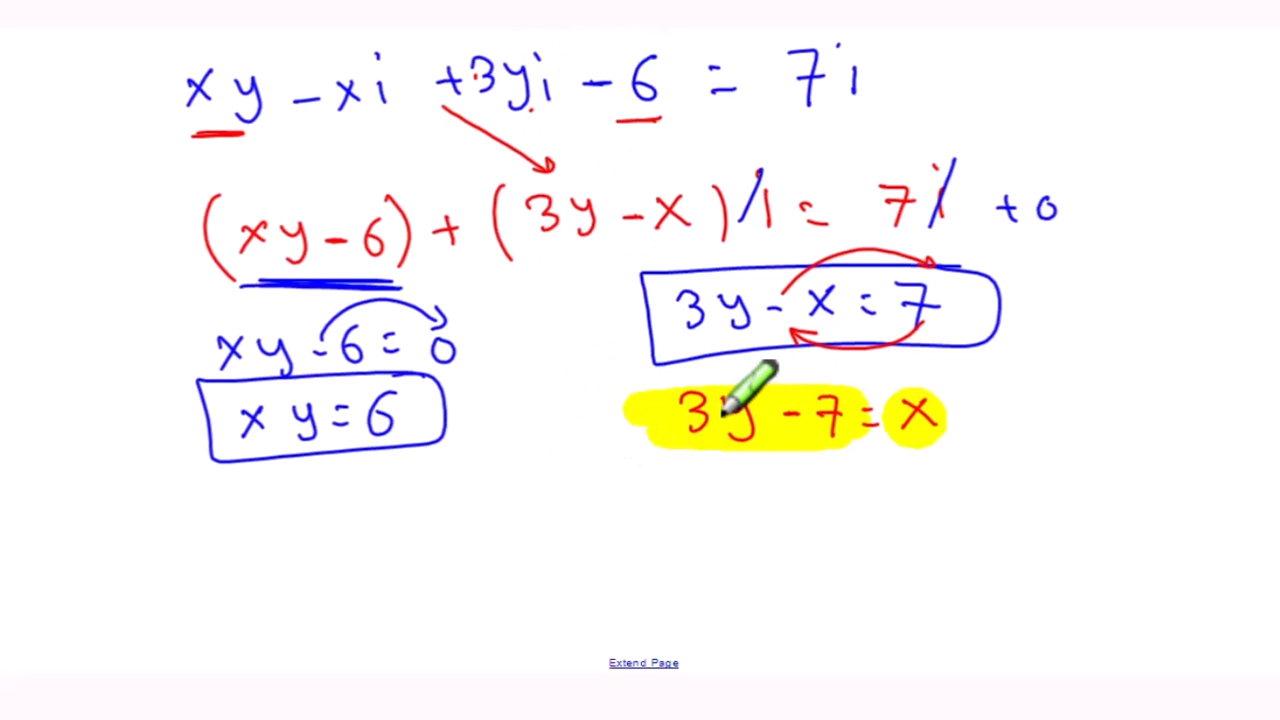 xy - xi + 3yi - 6 = 7i
(xy - 6) + (3y - x)i = 7i + 0
xy - 6 = 0
3y - x = 7
xy = 6
3y - 7 = x
Extend Page